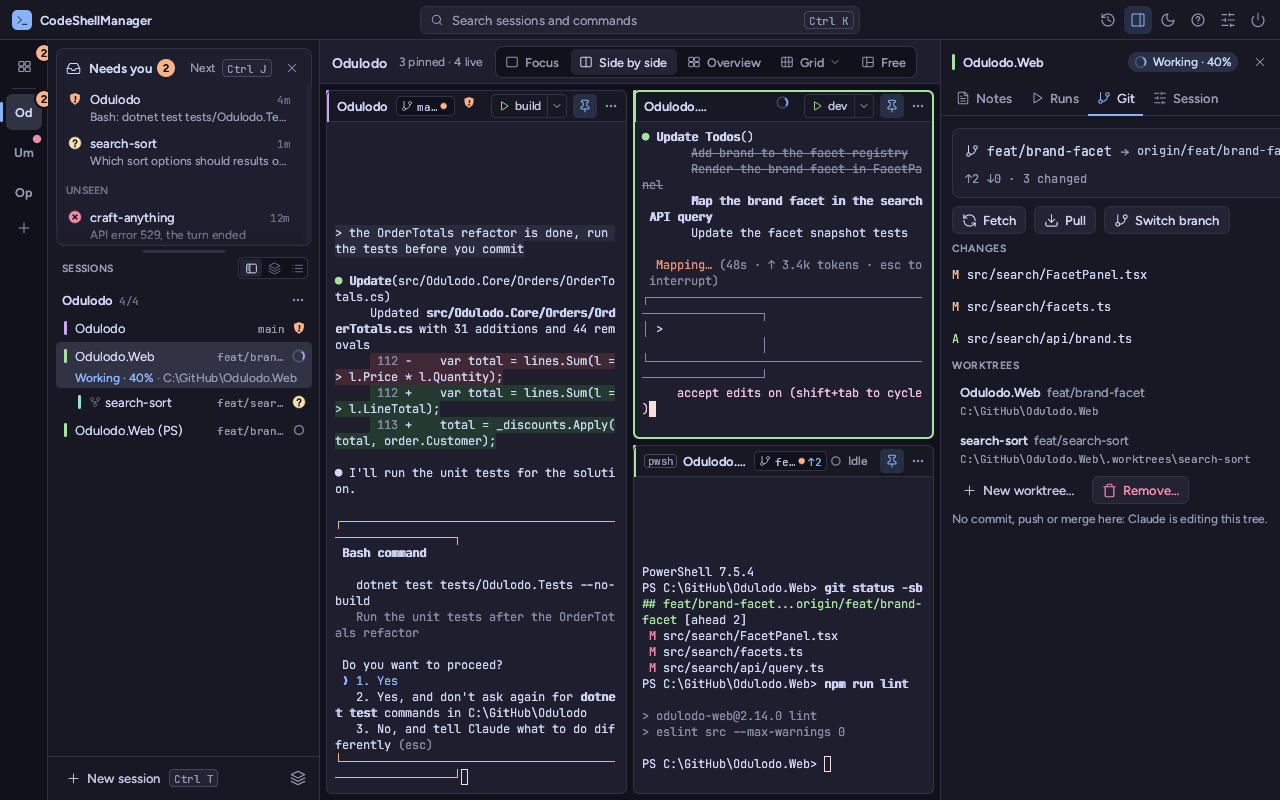 CodeShellManager
Search sessions and commands Ctrl K
2
Od 2
Um
Op
Needs you 2 Next Ctrl J
Odulodo 4m
Bash: dotnet test tests/Odulodo.Te…
search-sort 1m
Which sort options should results o…
UNSEEN
craft-anything 12m
API error 529, the turn ended
SESSIONS
Odulodo 4/4
Odulodo main
Odulodo.Web feat/bran…
Working · 40% · C:\GitHub\Odulodo.Web
search-sort feat/sear…
Odulodo.Web (PS) feat/bran…
New session Ctrl T
Odulodo 3 pinned · 4 live Focus Side by side Overview Grid Free
Odulodo ma… build
> the OrderTotals refactor is done, run
the tests before you commit
● Update(src/Odulodo.Core/Orders/OrderTo
tals.cs)
Updated src/Odulodo.Core/Orders/Ord
erTotals.cs with 31 additions and 44 rem
ovals
112 - var total = lines.Sum(l =
> l.Price * l.Quantity);
112 + var total = lines.Sum(l =
> l.LineTotal);
113 + total = _discounts.Apply(
total, order.Customer);
● I'll run the unit tests for the soluti
on.
Bash command
dotnet test tests/Odulodo.Tests --no-
build
Run the unit tests after the OrderTot
als refactor
Do you want to proceed?
❯ 1. Yes
2. Yes, and don't ask again for dotne
t test commands in C:\GitHub\Odulodo
3. No, and tell Claude what to do dif
ferently (esc)
Odulodo.… dev
● Update Todos()
Add brand to the facet registry
Render the brand facet in FacetPa
nel
Map the brand facet in the search
API query
Update the facet snapshot tests
Mapping… (48s · ↑ 3.4k tokens · esc to
interrupt)
>
accept edits on (shift+tab to cycle
)
pwsh Odulodo.… fe… ↑2 Idle
PowerShell 7.5.4
PS C:\GitHub\Odulodo.Web> git status -sb
## feat/brand-facet...origin/feat/brand-
facet [ahead 2]
M src/search/FacetPanel.tsx
M src/search/facets.ts
M src/search/api/query.ts
PS C:\GitHub\Odulodo.Web> npm run lint
> odulodo-web@2.14.0 lint
> eslint src --max-warnings 0
PS C:\GitHub\Odulodo.Web>
Odulodo.Web Working · 40%
Notes Runs Git Session
feat/brand-facet → origin/feat/brand-fa
↑2 ↓0 · 3 changed
Fetch Pull Switch branch
CHANGES
M src/search/FacetPanel.tsx
M src/search/facets.ts
A src/search/api/brand.ts
WORKTREES
Odulodo.Web feat/brand-facet
C:\GitHub\Odulodo.Web
search-sort feat/search-sort
C:\GitHub\Odulodo.Web\.worktrees\search-sort
New worktree… Remove…
No commit, push or merge here: Claude is editing this tree.